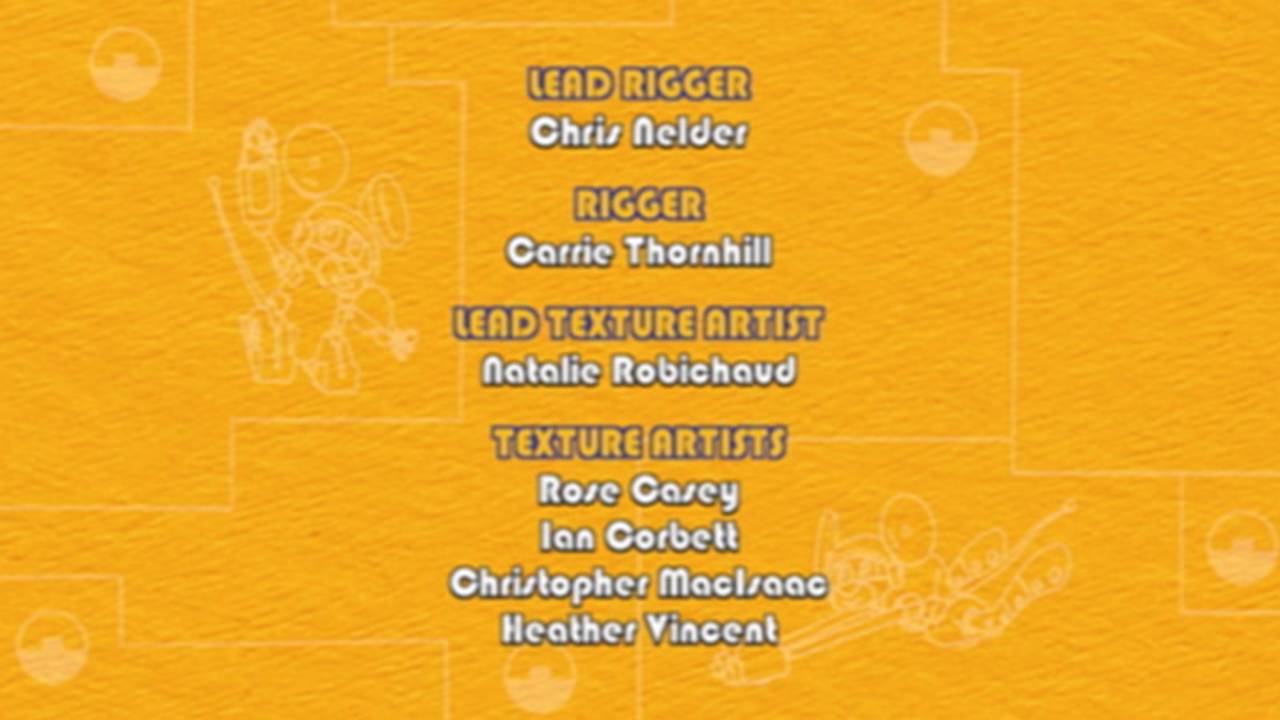 LEAD RIGGER
Chris Nelder
RIGGER
Carrie Thornhill
LEAD TEXTURE ARTIST
Natalie Robichaud
TEXTURE ARTISTS
Rose Casey
Ian Corbett
Christopher MacIsaac
Heather Vincent